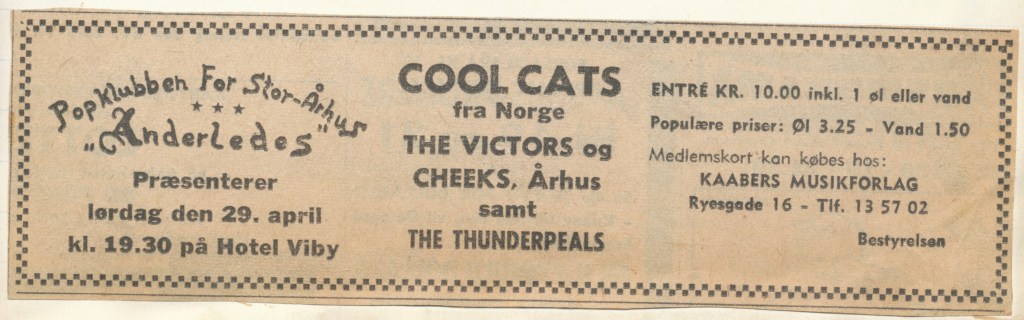 Popklubben For Stor-Århus
„Anderledes”
Præsenterer
lørdag den 29. april
kl. 19.30 på Hotel Viby
COOL CATS
fra Norge
THE VICTORS og
CHEEKS, Århus
samt
THE THUNDERPEALS
ENTRÉ KR. 10.00 inkl. 1 øl eller vand
Populære priser: Øl 3.25 - Vand 1.50
Medlemskort kan købes hos:
KAABERS MUSIKFORLAG
Ryesgade 16 - Tlf. 13 57 02
Bestyrelsen